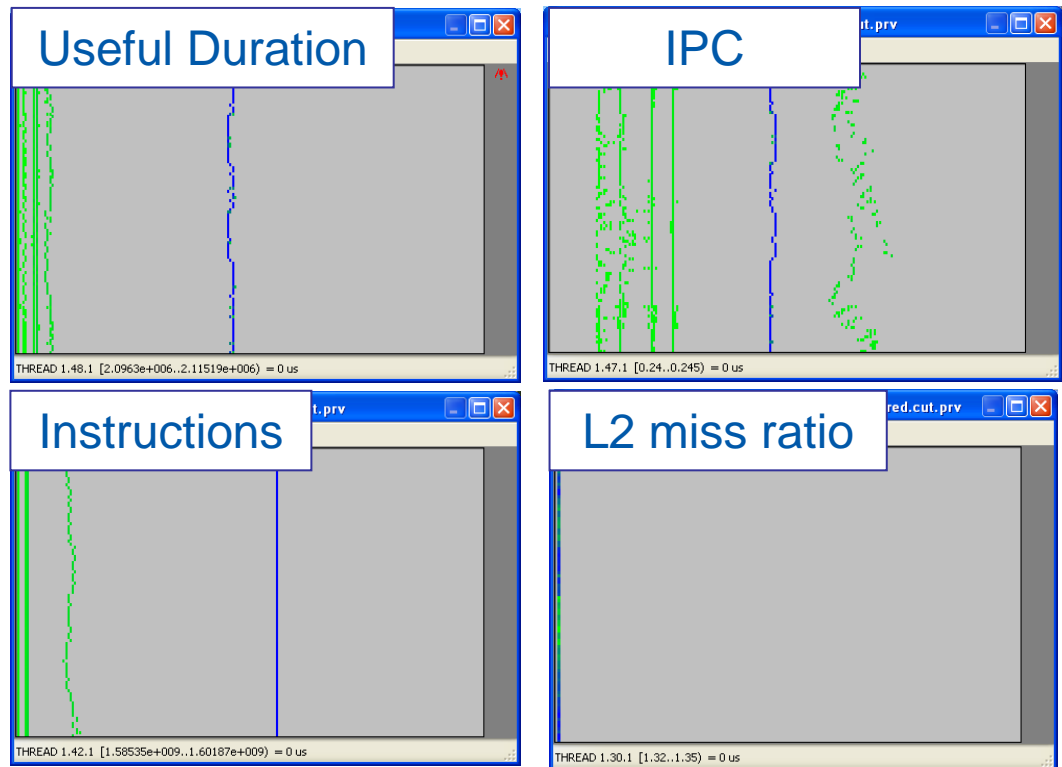 Useful Duration
THREAD 1.48.1 [2.0963e+006..2.11519e+006) = 0 us
IPC
ut.prv
THREAD 1.47.1 [0.24..0.245) = 0 us
Instructions
t.prv
THREAD 1.42.1 [1.58535e+009..1.60187e+009) = 0 us
L2 miss ratio
red.cut.prv
THREAD 1.30.1 [1.32..1.35) = 0 us